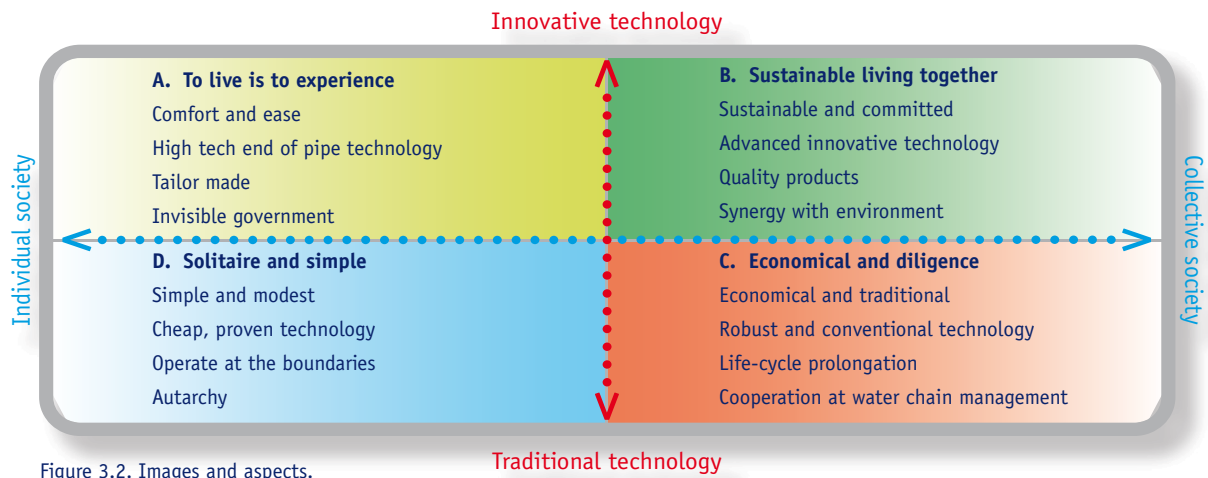 Innovative technology
Individual society
A. To live is to experience
Comfort and ease
High tech end of pipe technology
Tailor made
Invisible government
B. Sustainable living together
Sustainable and committed
Advanced innovative technology
Quality products
Synergy with environment
D. Solitaire and simple
Simple and modest
Cheap, proven technology
Operate at the boundaries
Autarchy
C. Economical and diligence
Economical and traditional
Robust and conventional technology
Life-cycle prolongation
Cooperation at water chain management
Collective society
Traditional technology
Figure 3.2. Images and aspects.